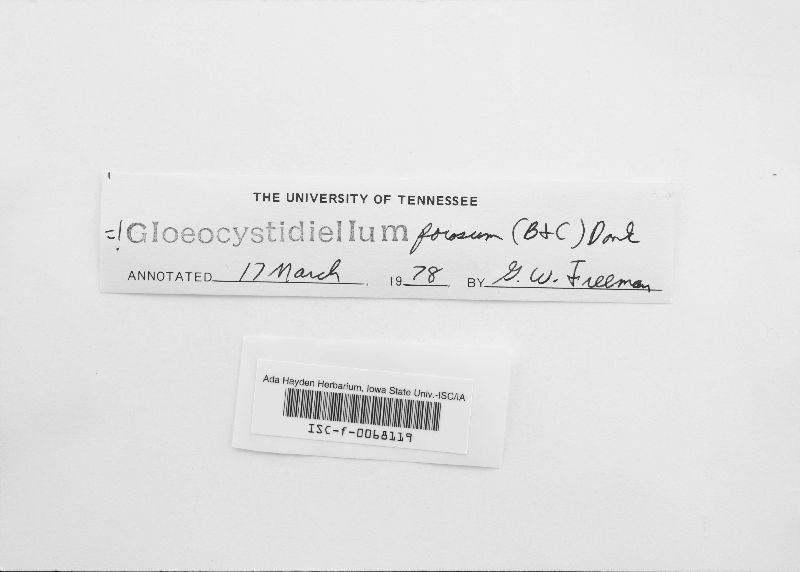 THE UNIVERSITY OF TENNESSEE
=! Gloeocystidiellum porosum (B&C) Donk
ANNOTATED 17 March, 1978, BY G. W. Freeman
Ada Hayden Herbarium, Iowa State Univ.-ISC/IA
ISC-f-0068119